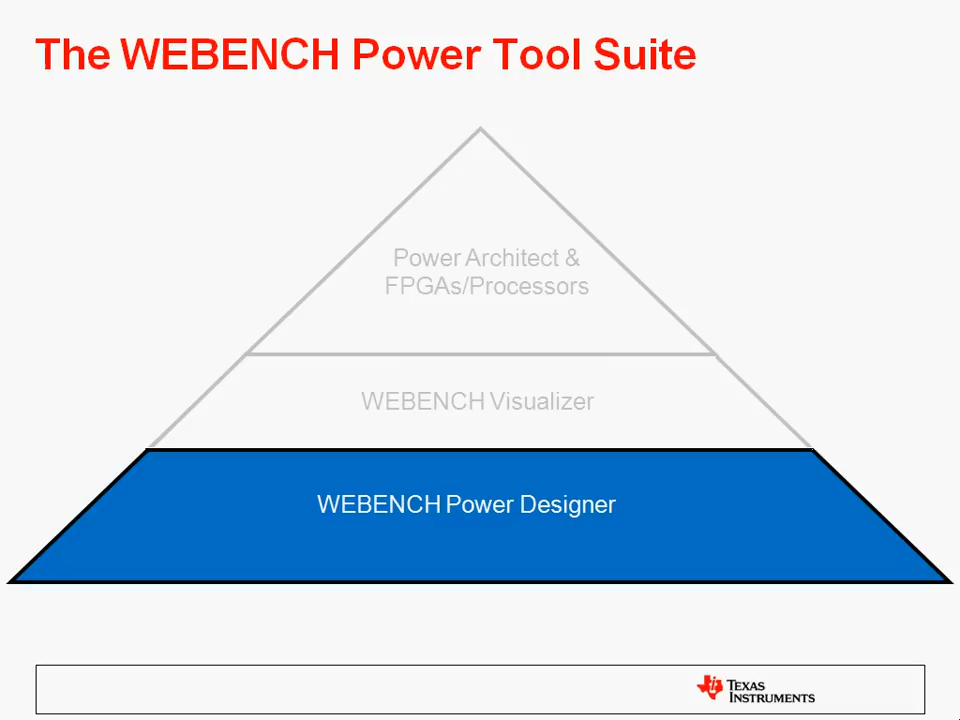 The WEBENCH Power Tool Suite
Power Architect &
FPGAs/Processors
WEBENCH Visualizer
WEBENCH Power Designer
TEXAS
INSTRUMENTS